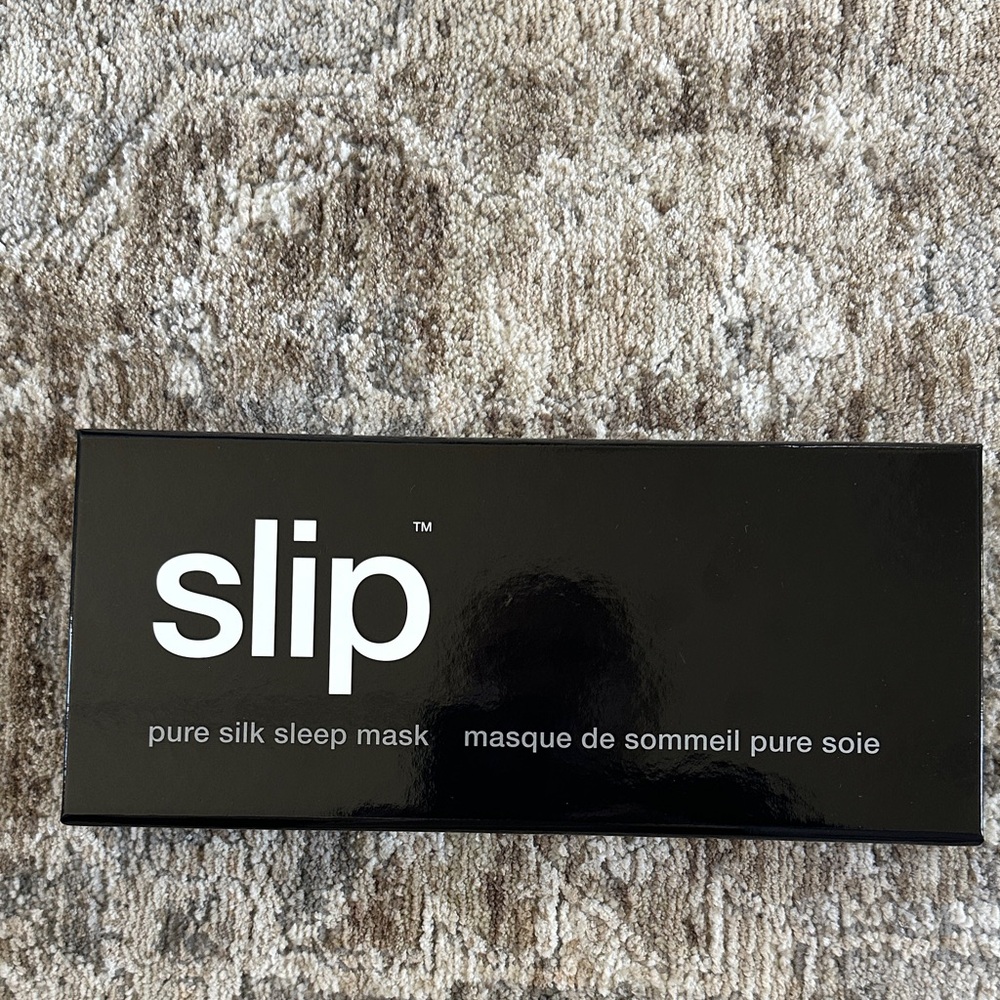 slip™
pure silk sleep mask masque de sommeil pure soie